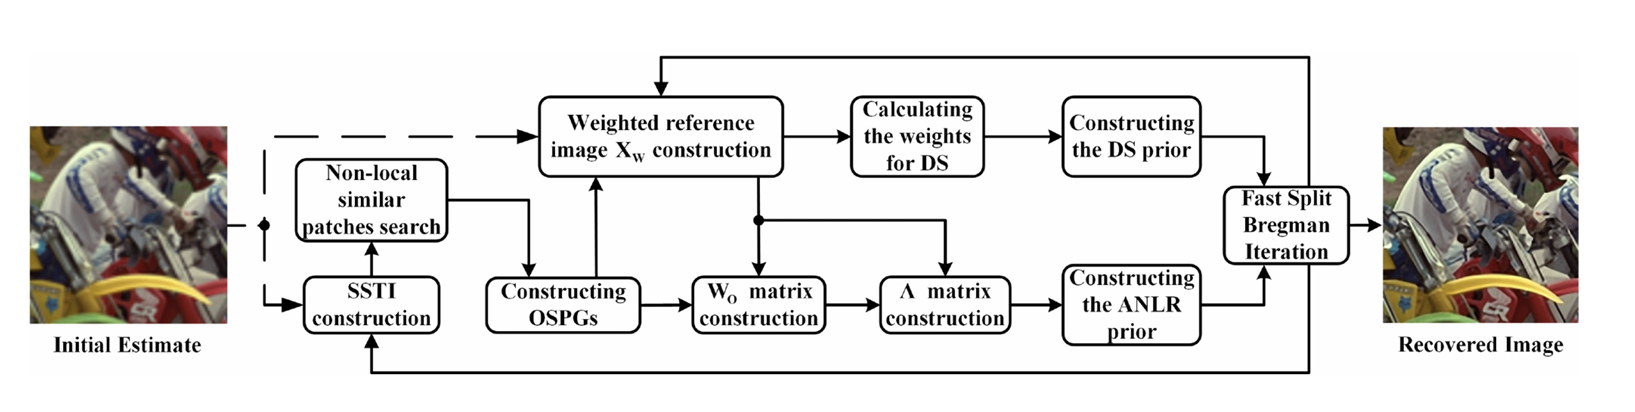 Weighted reference
image X_W construction
Calculating
the weights
for DS
Constructing
the DS prior
Non-local
similar
patches search
Fast Split
Bregman
Iteration
SSTI
construction
Constructing
OSPGs
W_O matrix
construction
Λ matrix
construction
Constructing
the ANLR
prior
Initial Estimate
Recovered Image